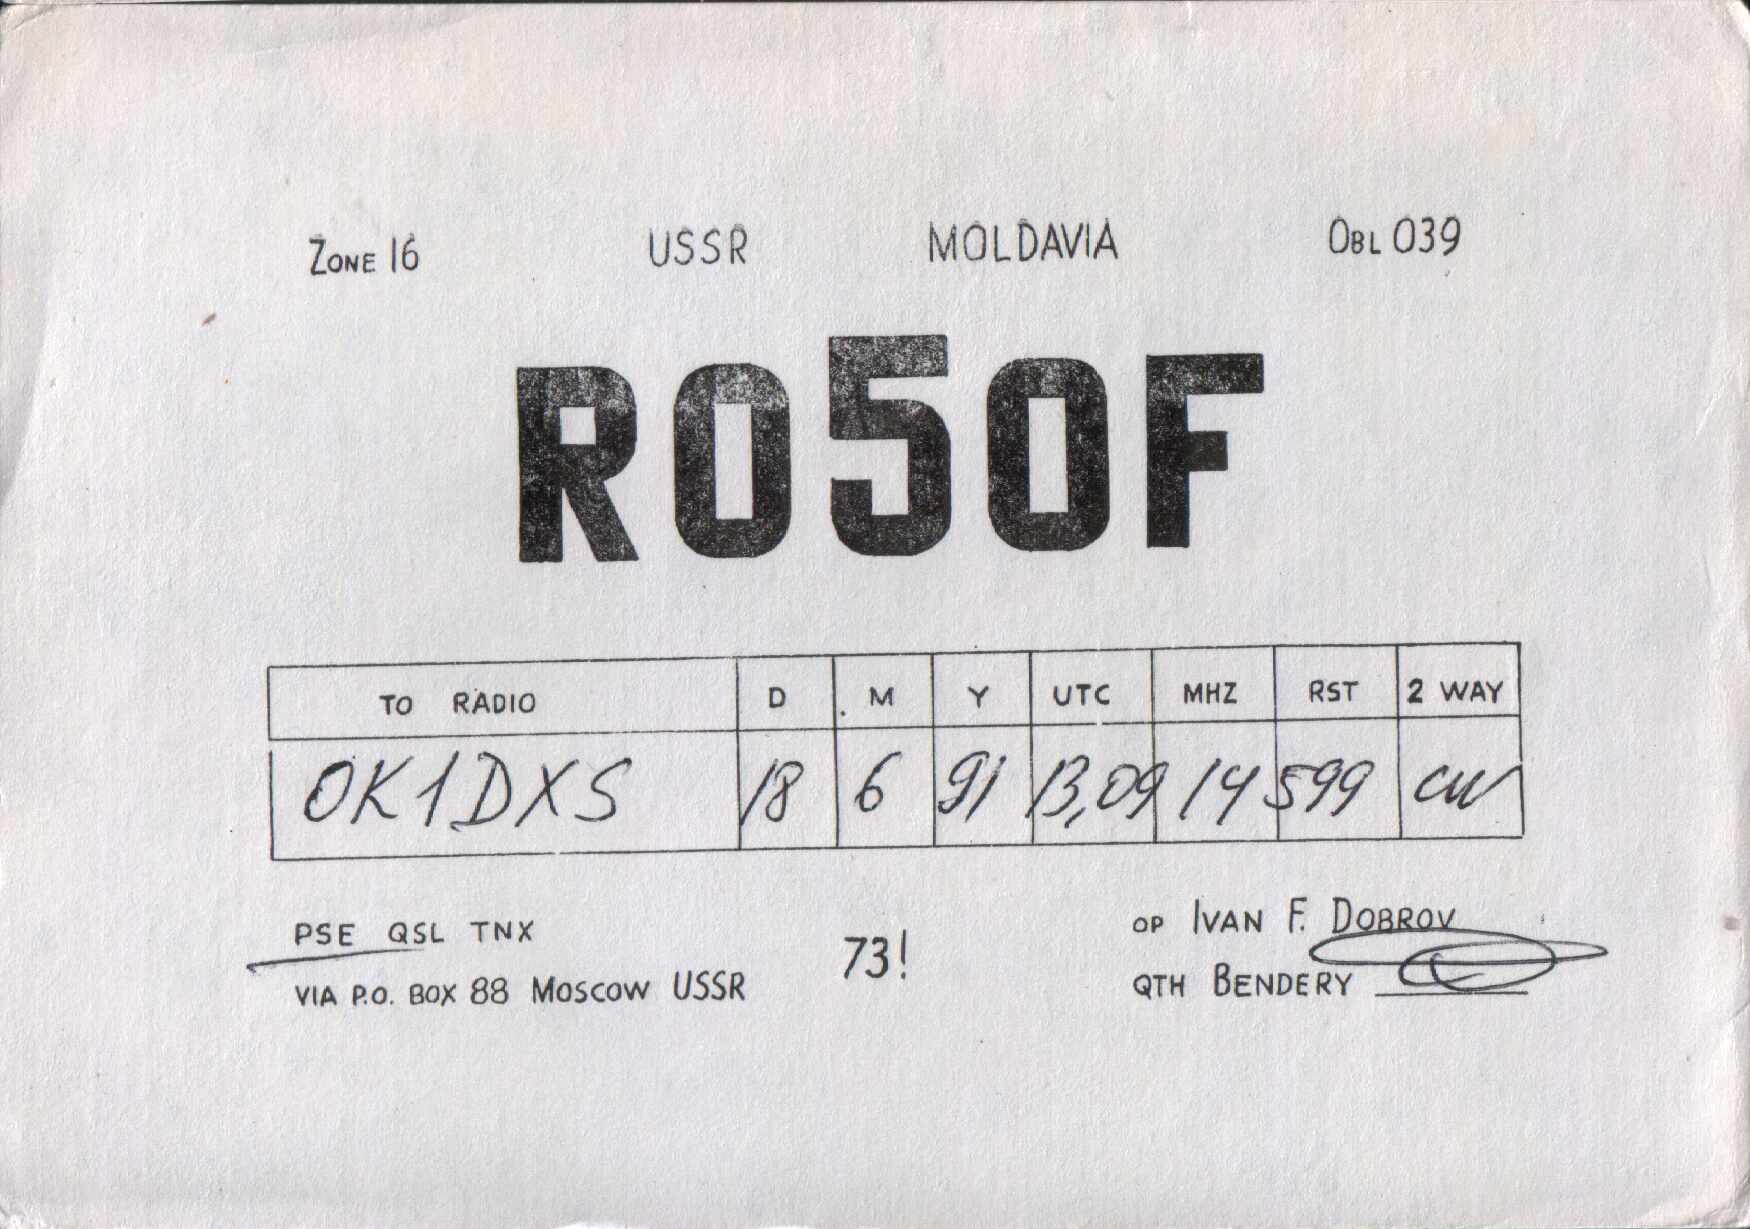 Zone 16 USSR MOLDAVIA Obl 039
RO5OF
TO RADIO D M Y UTC MHZ RST 2 WAY
OK1DXS 18 6 91 13,09 14 599 CW
PSE QSL TNX 73! OP IVAN F. DOBROV
VIA P.O. BOX 88 MOSCOW USSR QTH BENDERY